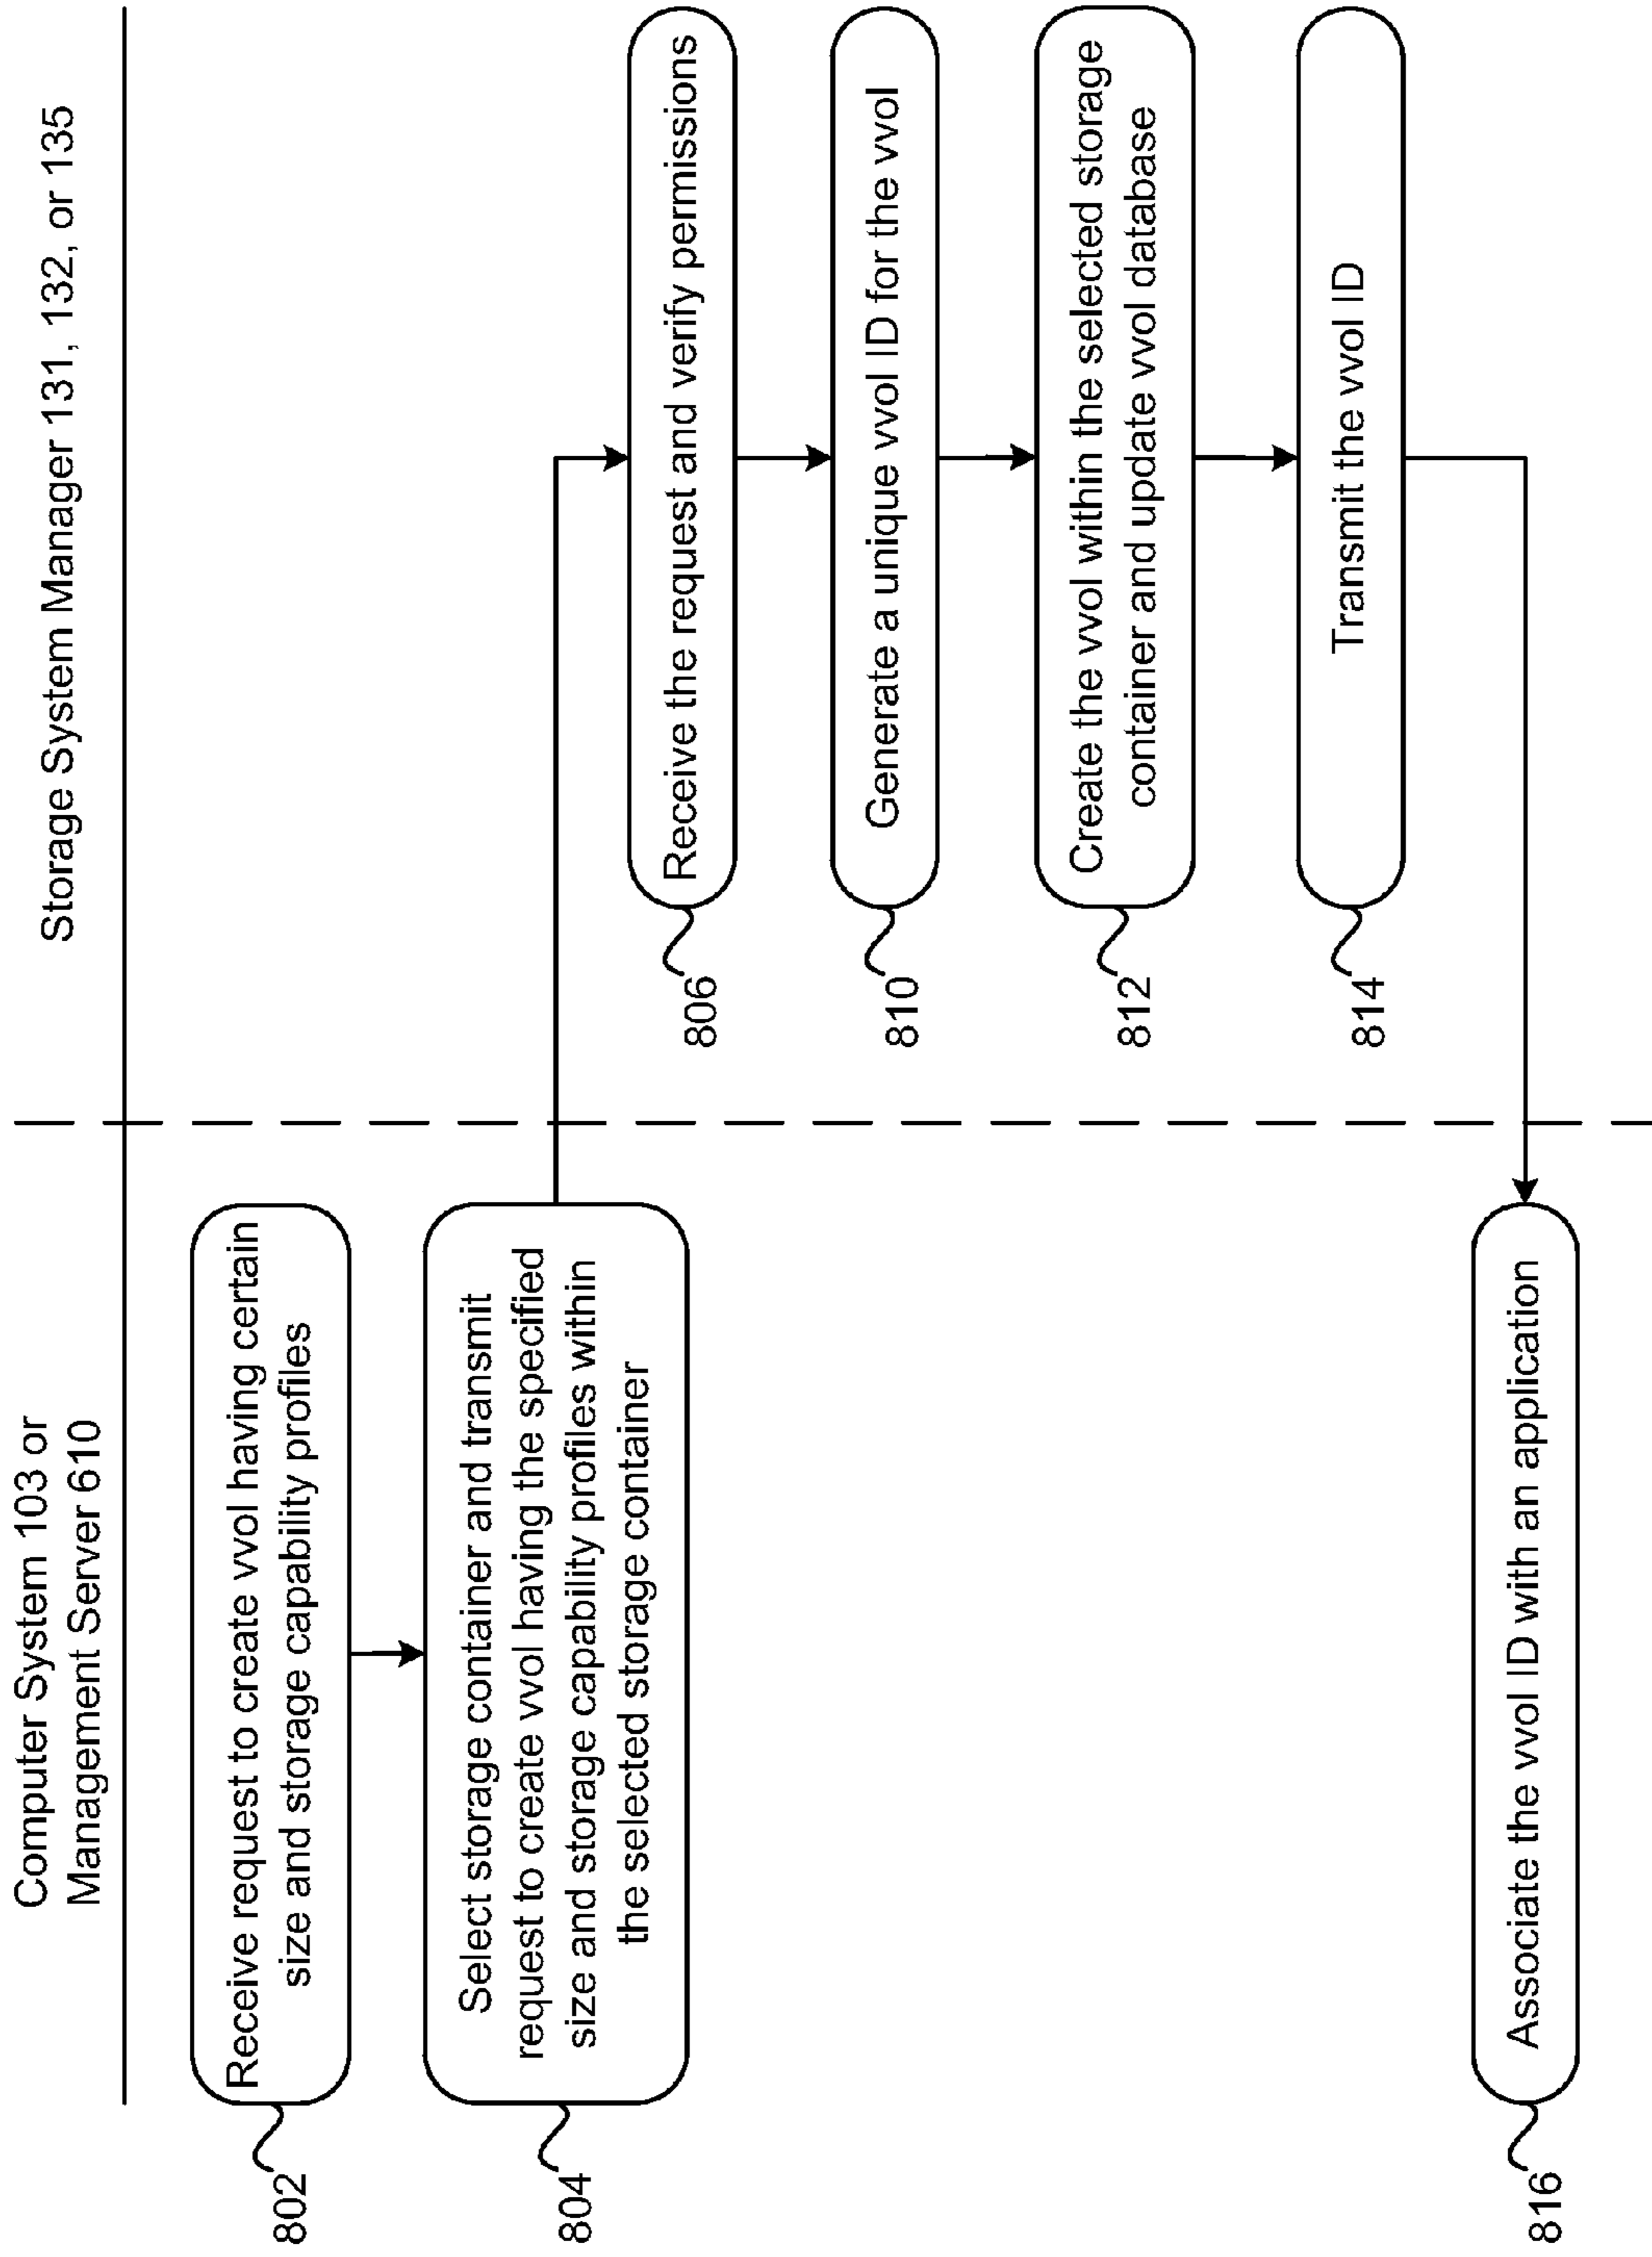 Computer System 103 or
Management Server 610
Storage System Manager 131, 132, or 135
802
Receive request to create vvol having certain
size and storage capability profiles
804
Select storage container and transmit
request to create vvol having the specified
size and storage capability profiles within
the selected storage container
806
Receive the request and verify permissions
810
Generate a unique vvol ID for the vvol
812
Create the vvol within the selected storage
container and update vvol database
814
Transmit the vvol ID
816
Associate the vvol ID with an application